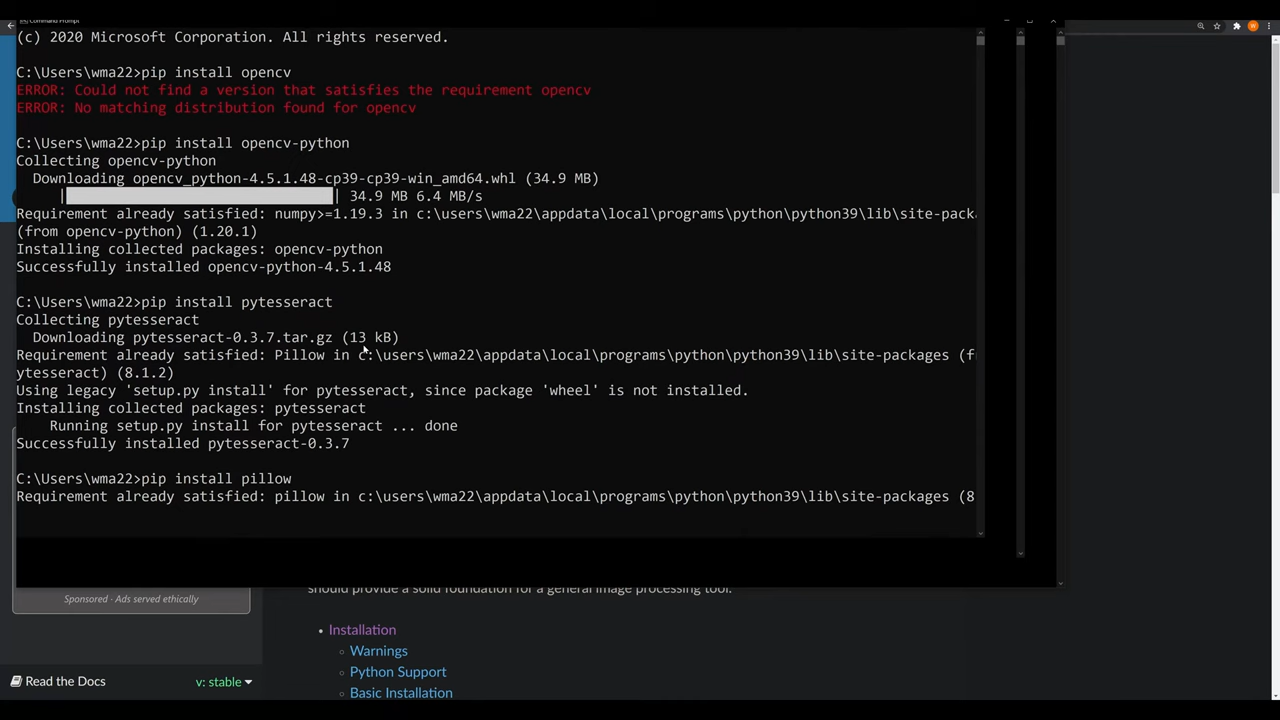 Command Prompt
(c) 2020 Microsoft Corporation. All rights reserved.
C:\Users\wma22>pip install opencv
ERROR: Could not find a version that satisfies the requirement opencv
ERROR: No matching distribution found for opencv
C:\Users\wma22>pip install opencv-python
Collecting opencv-python
Downloading opencv_python-4.5.1.48-cp39-cp39-win_amd64.whl (34.9 MB)
| | 34.9 MB 6.4 MB/s
Requirement already satisfied: numpy>=1.19.3 in c:\users\wma22\appdata\local\programs\python\python39\lib\site-packa
(from opencv-python) (1.20.1)
Installing collected packages: opencv-python
Successfully installed opencv-python-4.5.1.48
C:\Users\wma22>pip install pytesseract
Collecting pytesseract
Downloading pytesseract-0.3.7.tar.gz (13 kB)
Requirement already satisfied: Pillow in c:\users\wma22\appdata\local\programs\python\python39\lib\site-packages (f
ytesseract) (8.1.2)
Using legacy 'setup.py install' for pytesseract, since package 'wheel' is not installed.
Installing collected packages: pytesseract
Running setup.py install for pytesseract ... done
Successfully installed pytesseract-0.3.7
C:\Users\wma22>pip install pillow
Requirement already satisfied: pillow in c:\users\wma22\appdata\local\programs\python\python39\lib\site-packages (8
should provide a solid foundation for a general image processing tool.
Sponsored · Ads served ethically
• Installation
Warnings
Python Support
Basic Installation
Read the Docs
v: stable
W